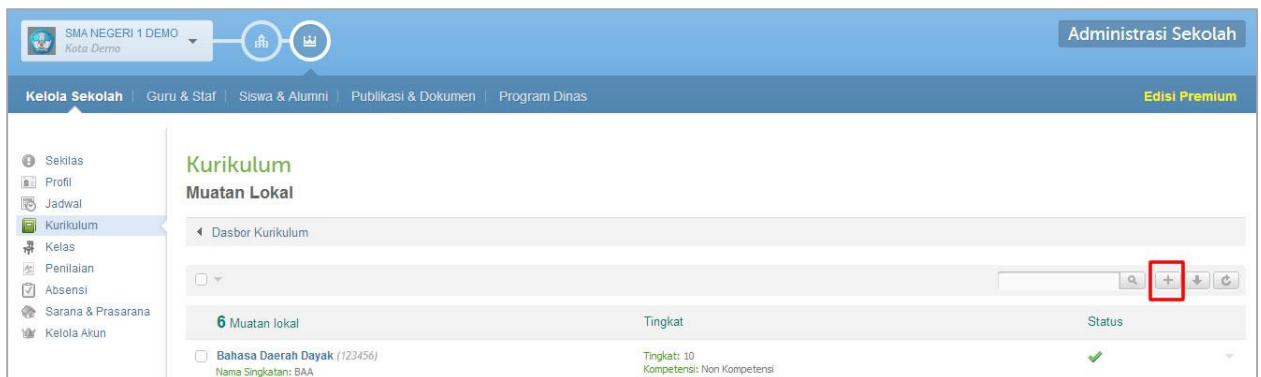 SMA NEGERI 1 DEMO
Kota Demo
Administrasi Sekolah
Kelola Sekolah | Guru & Staf | Siswa & Alumni | Publikasi & Dokumen | Program Dinas
Edisi Premium
Sekilas
Profil
Jadwal
Kurikulum
Kelas
Penilaian
Absensi
Sarana & Prasarana
Kelola Akun
Kurikulum
Muatan Lokal
Dasbor Kurikulum
6 Muatan lokal Tingkat Status
Bahasa Daerah Dayak (123456) Tingkat: 10
Nama Singkatan: BAA Kompetensi: Non Kompetensi